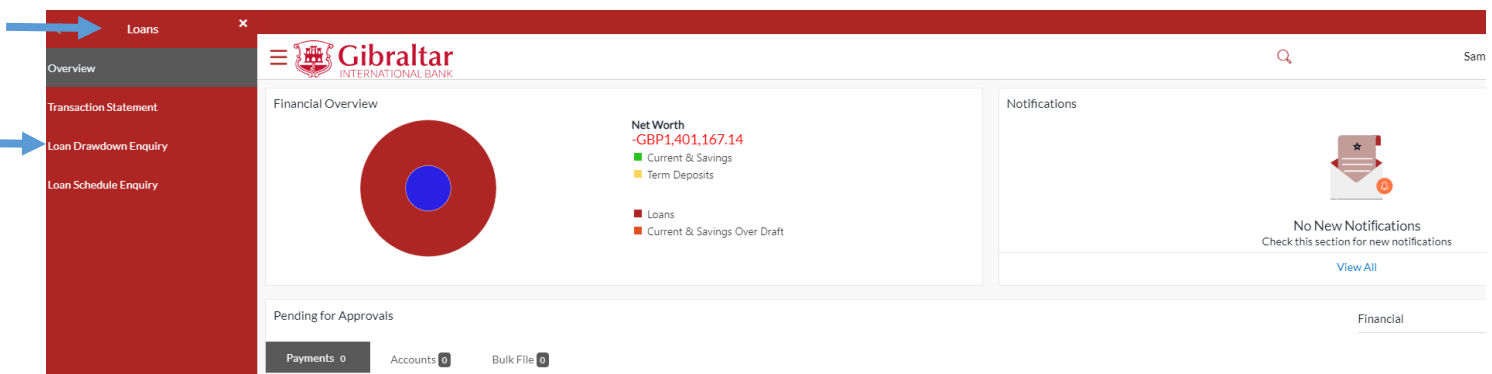 Loans
Overview
Transaction Statement
Loan Drawdown Enquiry
Loan Schedule Enquiry
Gibraltar
INTERNATIONAL BANK
Sam
Financial Overview
Net Worth
-GBP1,401,167.14
Current & Savings
Term Deposits
Loans
Current & Savings Over Draft
Notifications
No New Notifications
Check this section for new notifications
View All
Pending for Approvals
Financial
Payments 0 Accounts 0 Bulk File 0